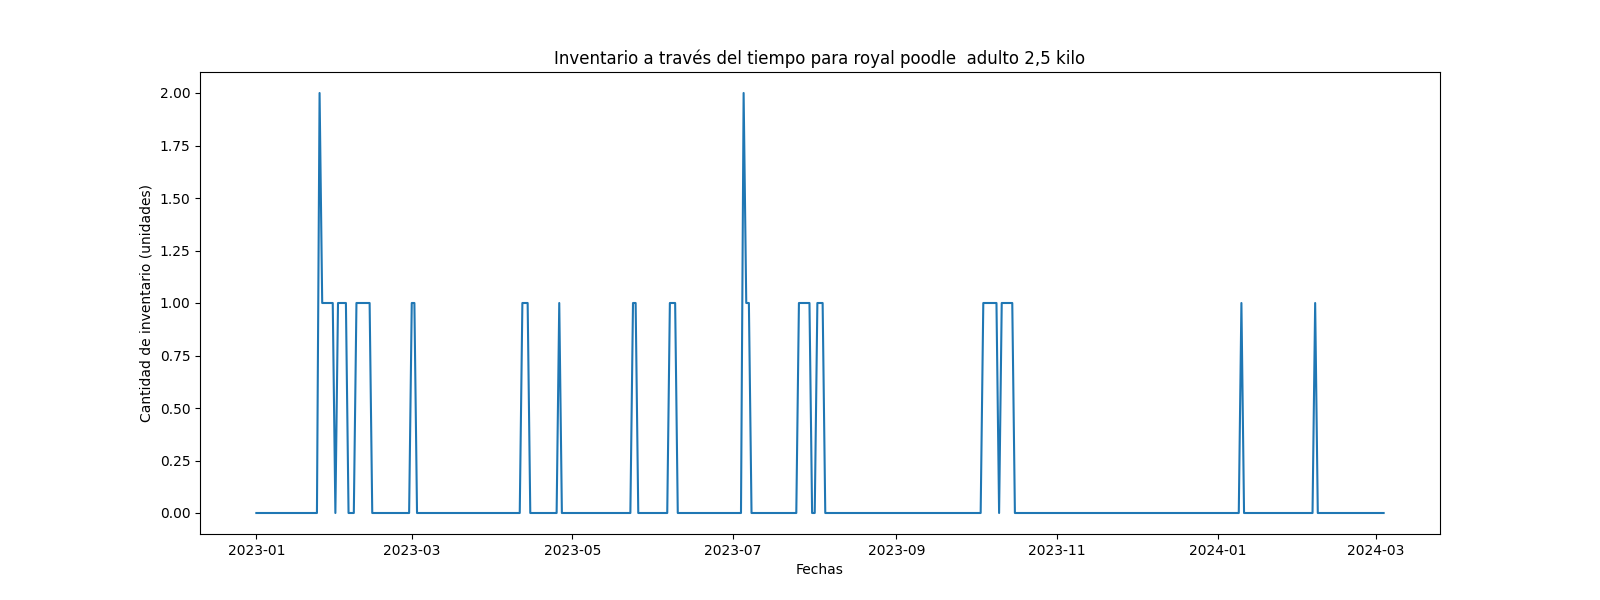 Inventario a través del tiempo para royal poodle  adulto 2,5 kilo
Cantidad de inventario (unidades)
2.00
1.75
1.50
1.25
1.00
0.75
0.50
0.25
0.00
2023-01 2023-03 2023-05 2023-07 2023-09 2023-11 2024-01 2024-03
Fechas